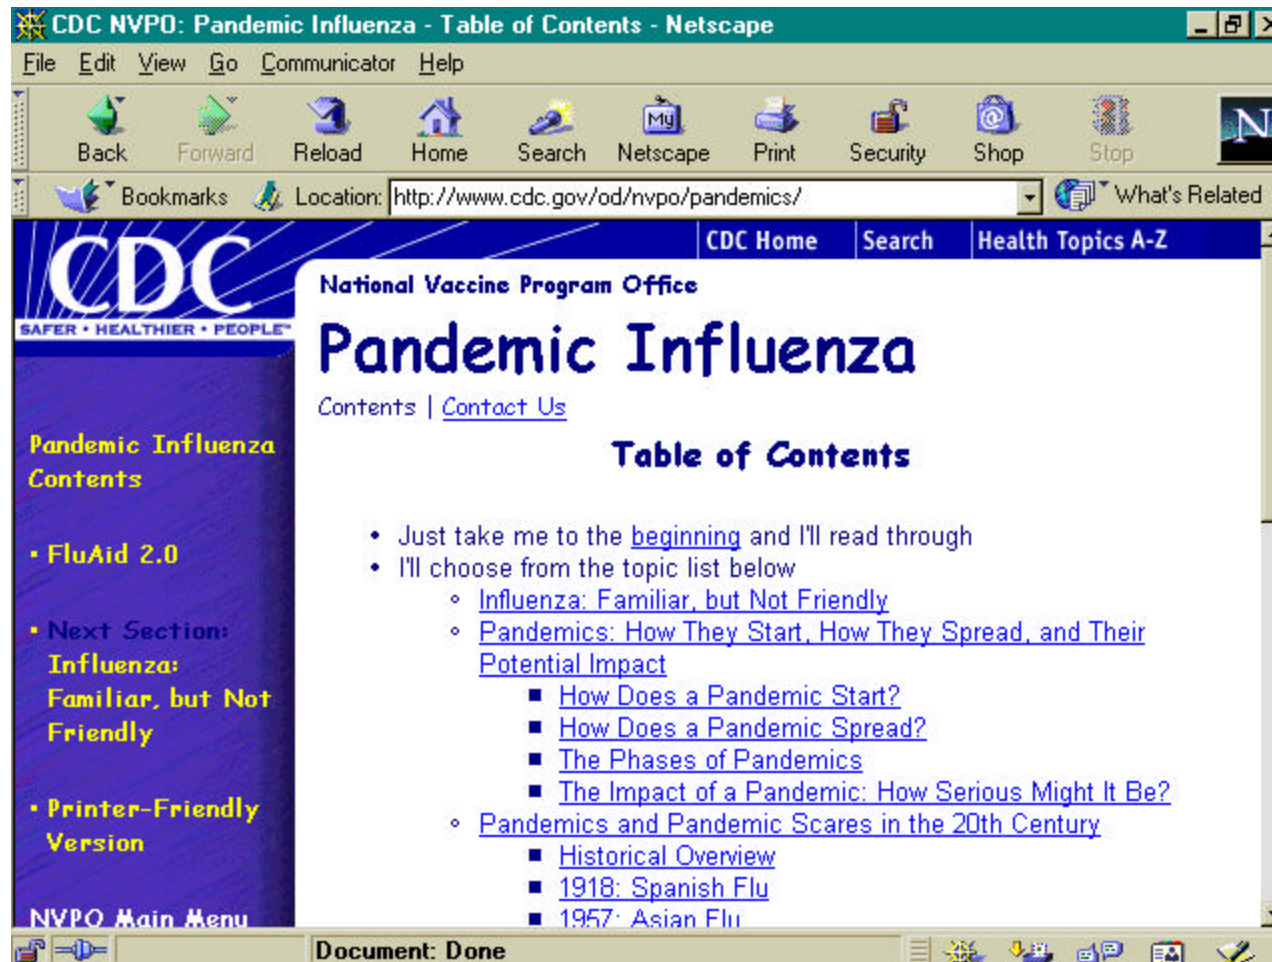 CDC NVPO: Pandemic Influenza - Table of Contents - Netscape
File Edit View Go Communicator Help
My
Back Forward Reload Home Search Netscape Print Security Shop Stop
N
Bookmarks Location: http://www.cdc.gov/od/nvpo/pandemics/ What's Related
CDC Home Search Health Topics A-Z
CDC
SAFER • HEALTHIER • PEOPLE™
National Vaccine Program Office
Pandemic Influenza
Contents | Contact Us
Table of Contents
Pandemic Influenza
Contents
• FluAid 2.0
• Next Section:
Influenza:
Familiar, but Not
Friendly
• Printer-Friendly
Version
NVPO Main Menu
• Just take me to the beginning and I'll read through
• I'll choose from the topic list below
◦ Influenza: Familiar, but Not Friendly
◦ Pandemics: How They Start, How They Spread, and Their
Potential Impact
■ How Does a Pandemic Start?
■ How Does a Pandemic Spread?
■ The Phases of Pandemics
■ The Impact of a Pandemic: How Serious Might It Be?
◦ Pandemics and Pandemic Scares in the 20th Century
■ Historical Overview
■ 1918: Spanish Flu
■ 1957: Asian Flu
Document: Done